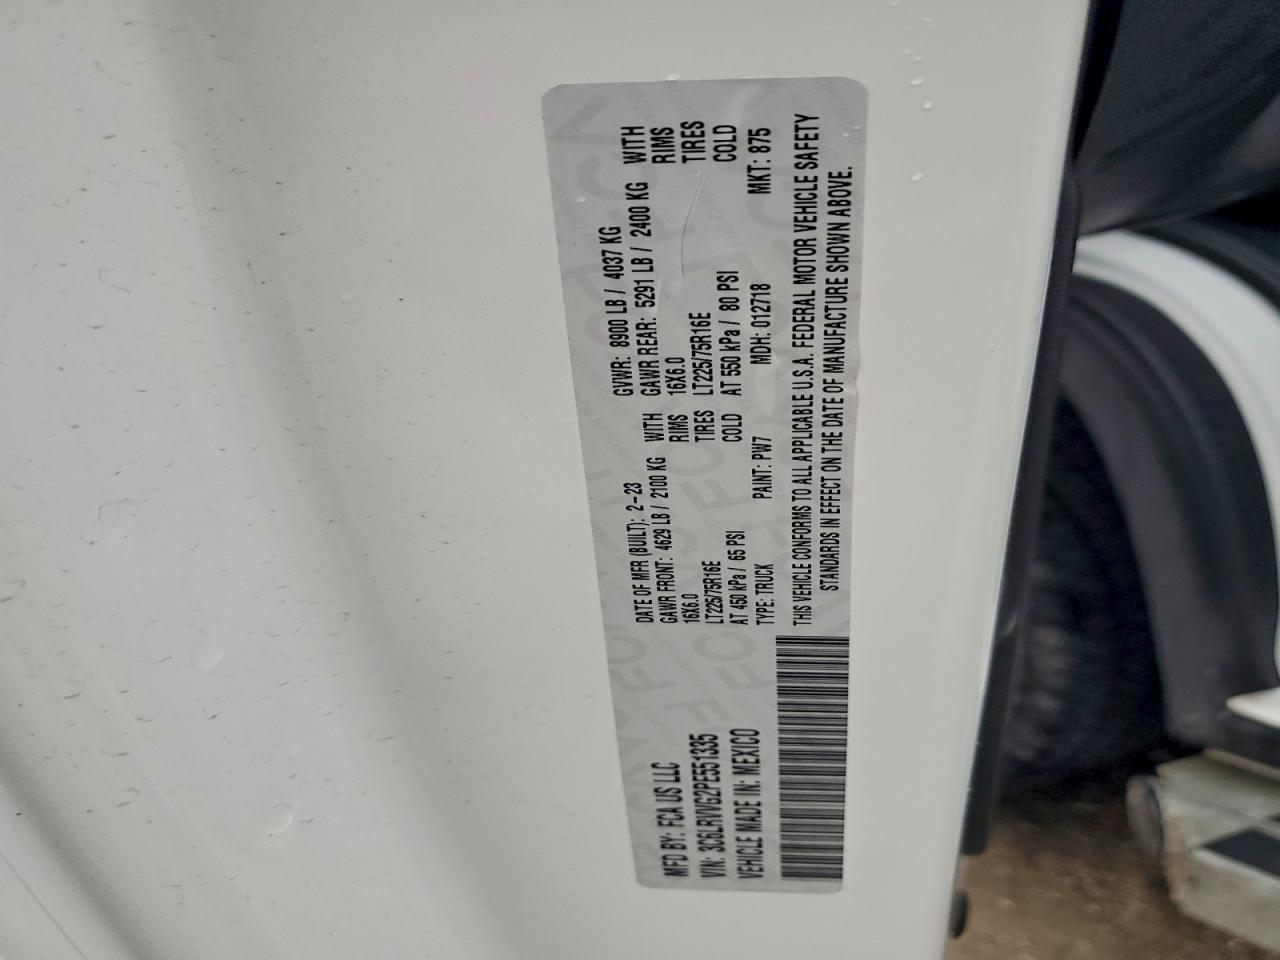 MFD BY: FCA US LLC
VIN: 3C6LRVVG2PE551335
VEHICLE MADE IN: MEXICO
DATE OF MFR (BUILT): 2-23 GVWR: 8900 LB / 4037 KG
GAWR FRONT: 4629 LB / 2100 KG WITH GAWR REAR: 5291 LB / 2400 KG WITH
16X6.0 RIMS 16X6.0 RIMS
LT225/75R16E TIRES LT225/75R16E TIRES
AT 450 kPa / 65 PSI COLD AT 550 kPa / 80 PSI COLD
TYPE: TRUCK PAINT: PW7 MDH: 012718 MKT: 875
THIS VEHICLE CONFORMS TO ALL APPLICABLE U.S.A. FEDERAL MOTOR VEHICLE SAFETY
STANDARDS IN EFFECT ON THE DATE OF MANUFACTURE SHOWN ABOVE.